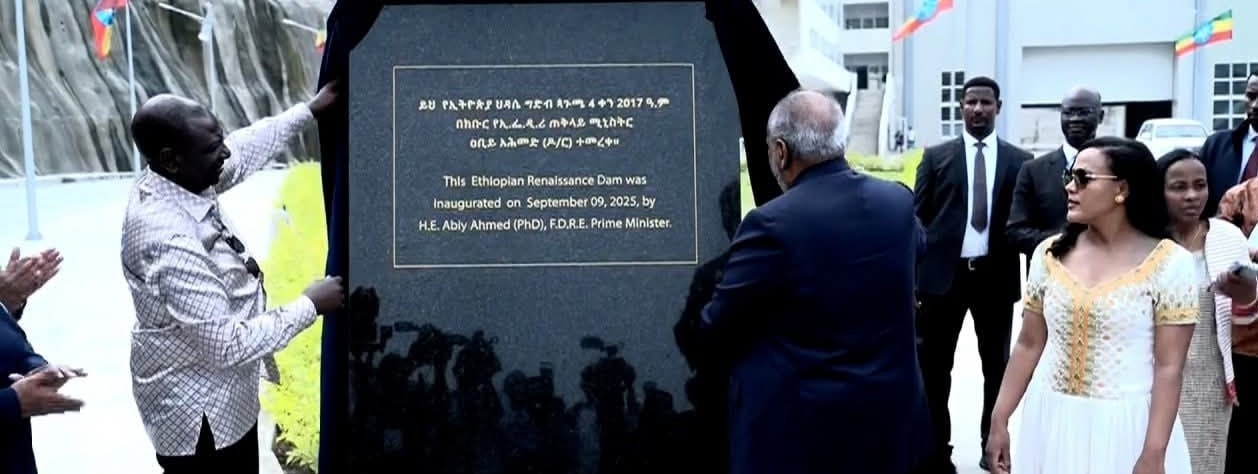 ይህ የኢትዮጵያ ህዳሴ ግድብ ጳጉሜ 4 ቀን 2017 ዓ.ም
በክቡር የኢ.ፌ.ዲ.ሪ ጠቅላይ ሚኒስትር
ዐቢይ አሕመድ (ዶ/ር) ተመረቀ።
This Ethiopian Renaissance Dam was
inaugurated on September 09, 2025, by
H.E. Abiy Ahmed (PhD), F.D.R.E. Prime Minister.